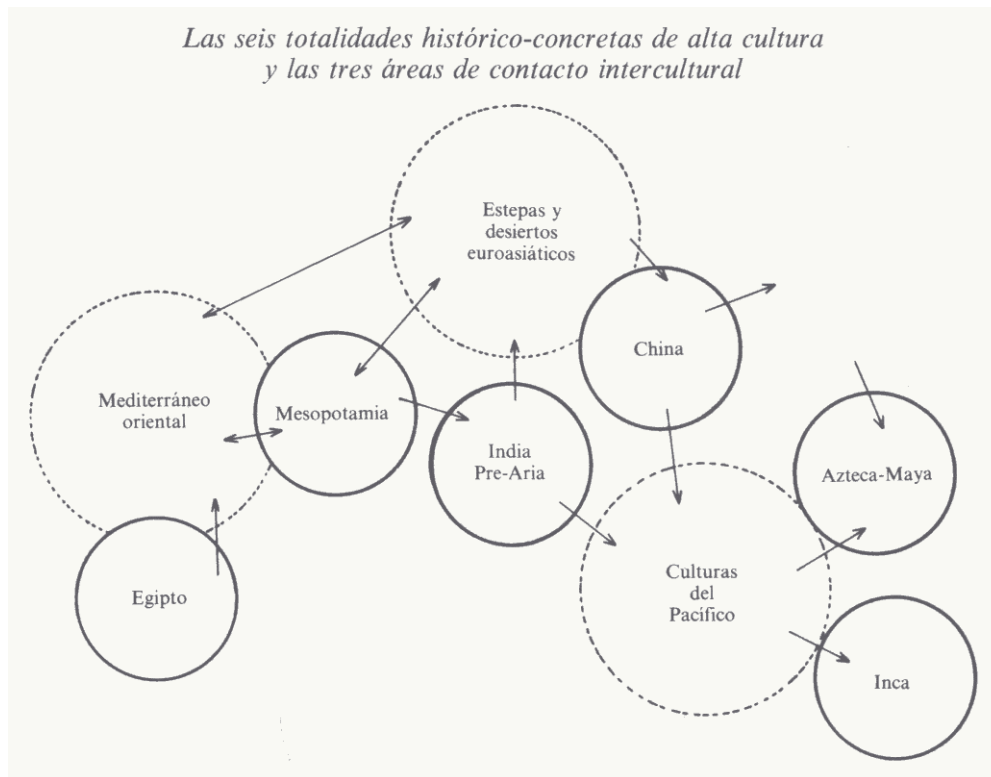 Las seis totalidades histórico-concretas de alta cultura
y las tres áreas de contacto intercultural
Estepas y
desiertos
euroasiáticos
China
Mediterráneo
oriental
Mesopotamia
India
Pre-Aria
Azteca-Maya
Culturas
del
Pacífico
Egipto
Inca